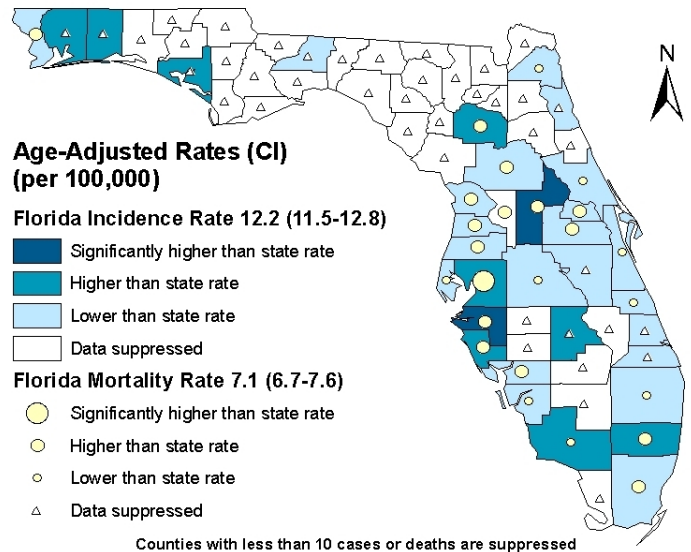 N
Age-Adjusted Rates (CI)
(per 100,000)
Florida Incidence Rate 12.2 (11.5-12.8)
Significantly higher than state rate
Higher than state rate
Lower than state rate
Data suppressed
Florida Mortality Rate 7.1 (6.7-7.6)
Significantly higher than state rate
Higher than state rate
Lower than state rate
Data suppressed
Counties with less than 10 cases or deaths are suppressed